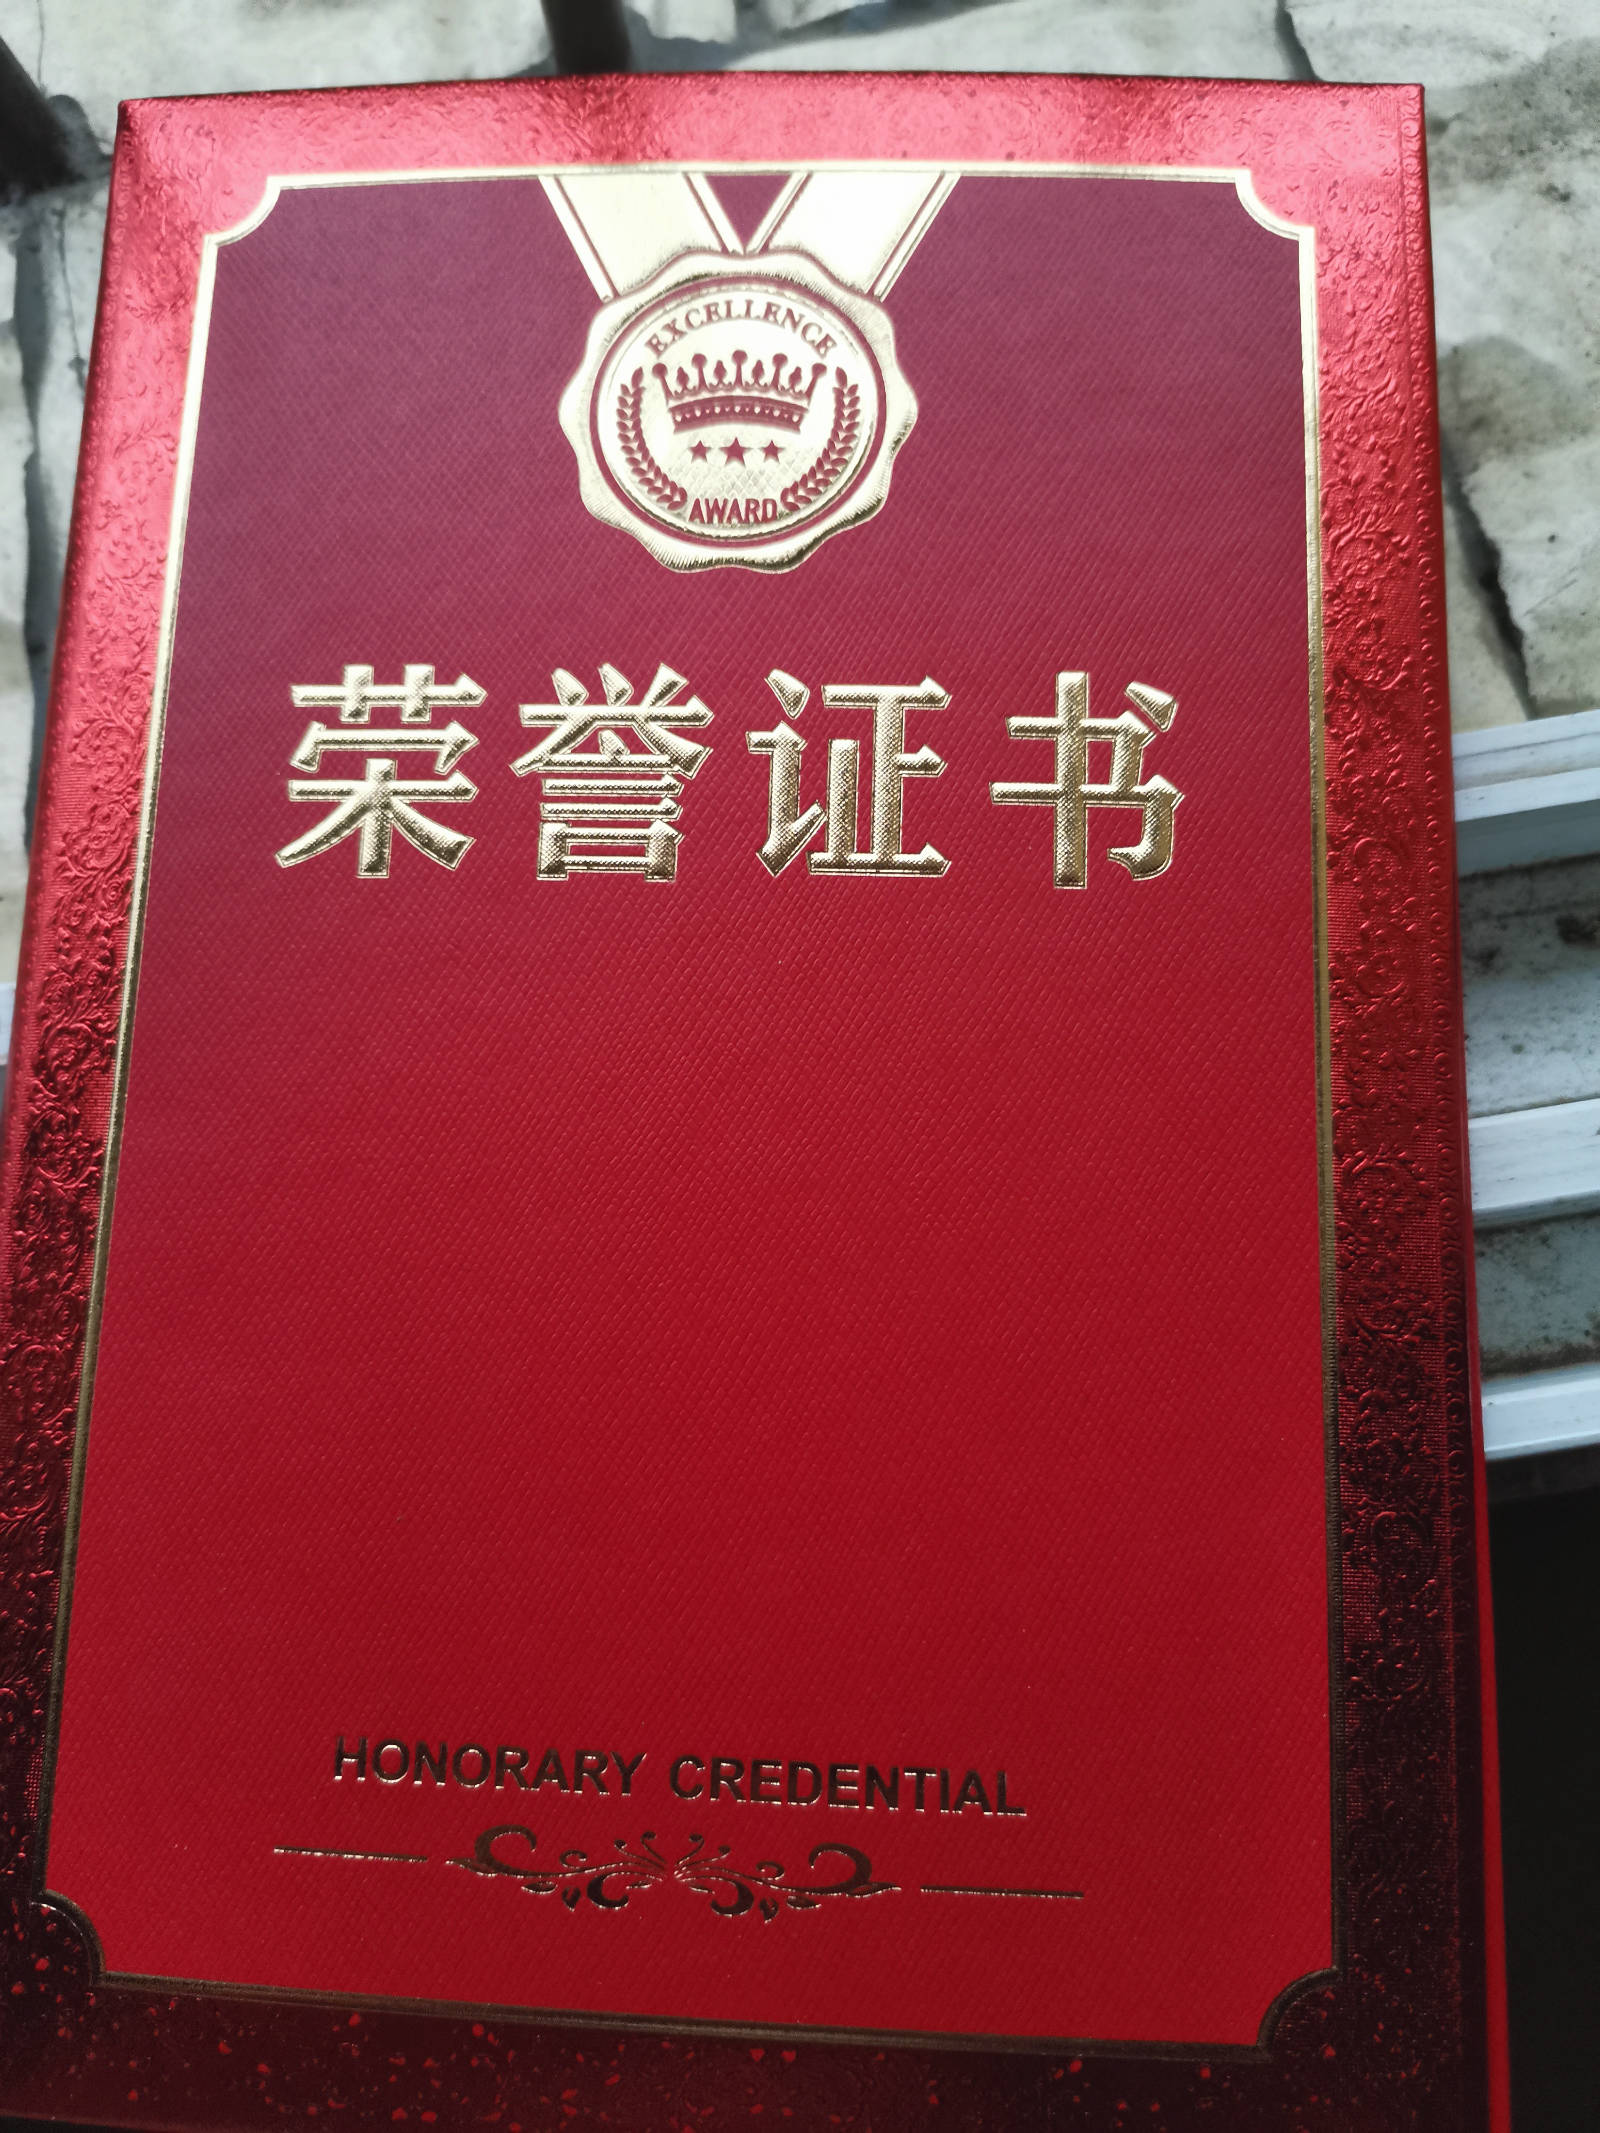 EXCELLENCE
AWARD
荣誉证书
HONORARY CREDENTIAL